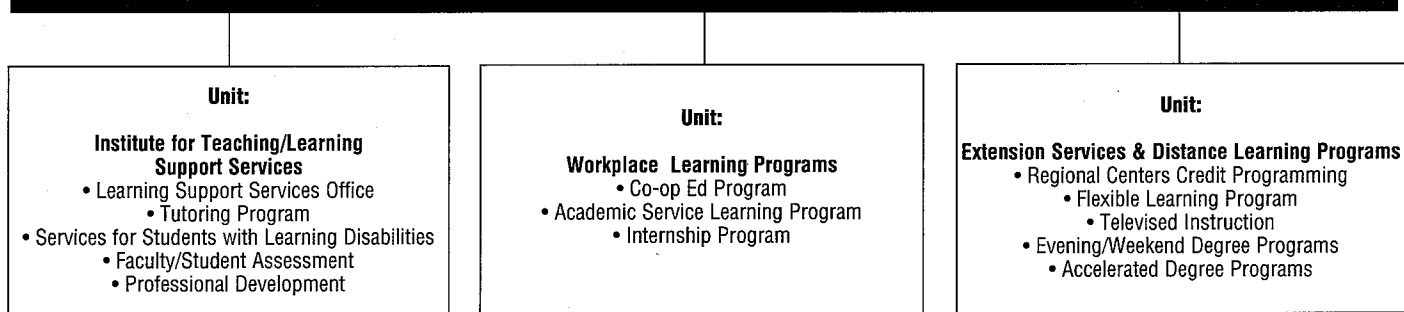 Unit:
Institute for Teaching/Learning
Support Services
• Learning Support Services Office
• Tutoring Program
• Services for Students with Learning Disabilities
• Faculty/Student Assessment
• Professional Development
Unit:
Workplace Learning Programs
• Co-op Ed Program
• Academic Service Learning Program
• Internship Program
Unit:
Extension Services & Distance Learning Programs
• Regional Centers Credit Programming
• Flexible Learning Program
• Televised Instruction
• Evening/Weekend Degree Programs
• Accelerated Degree Programs